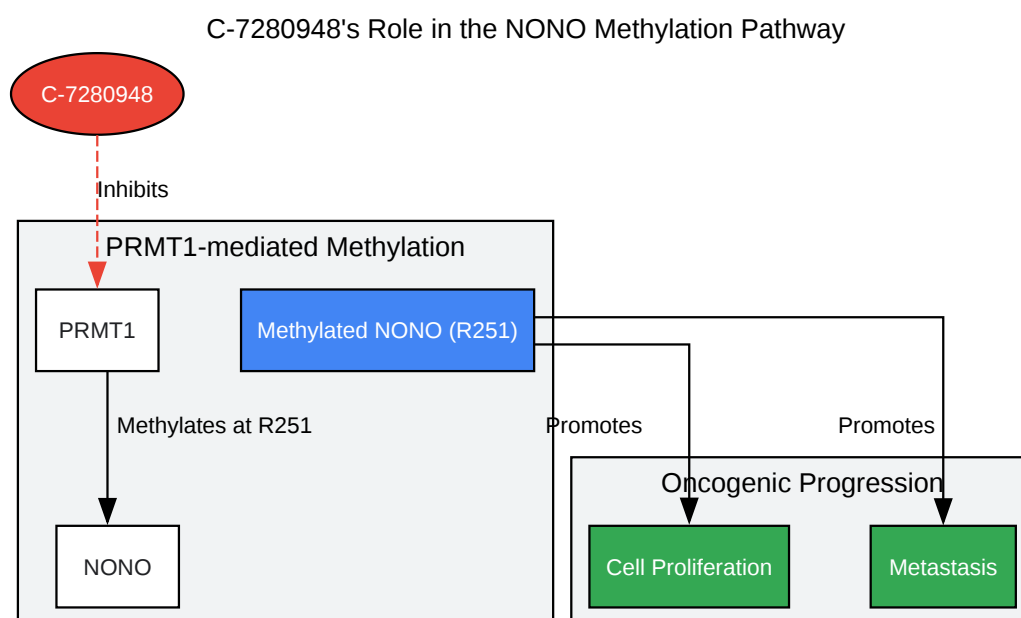 C-7280948's Role in the NONO Methylation Pathway
C-7280948
Inhibits
PRMT1-mediated Methylation
PRMT1
Methylated NONO (R251)
Methylates at R251
Promotes
Promotes
Oncogenic Progression
NONO
Cell Proliferation
Metastasis